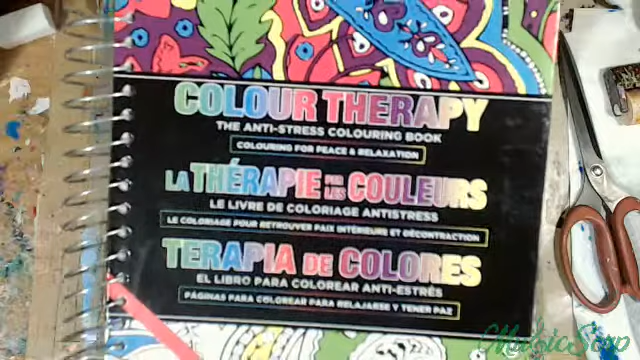 COLOUR THERAPY
THE ANTI-STRESS COLOURING BOOK
COLOURING FOR PEACE & RELAXATION
LA THÉRAPIE PAR LES COULEURS
LE LIVRE DE COLORIAGE ANTISTRESS
LE COLORIAGE POUR RETROUVER PAIX INTÉRIEURE ET DÉCONTRACTION
TERAPIA DE COLORES
EL LIBRO PARA COLOREAR ANTI-ESTRÉS
PÁGINAS PARA COLOREAR PARA RELAJARSE Y TENER PAZ